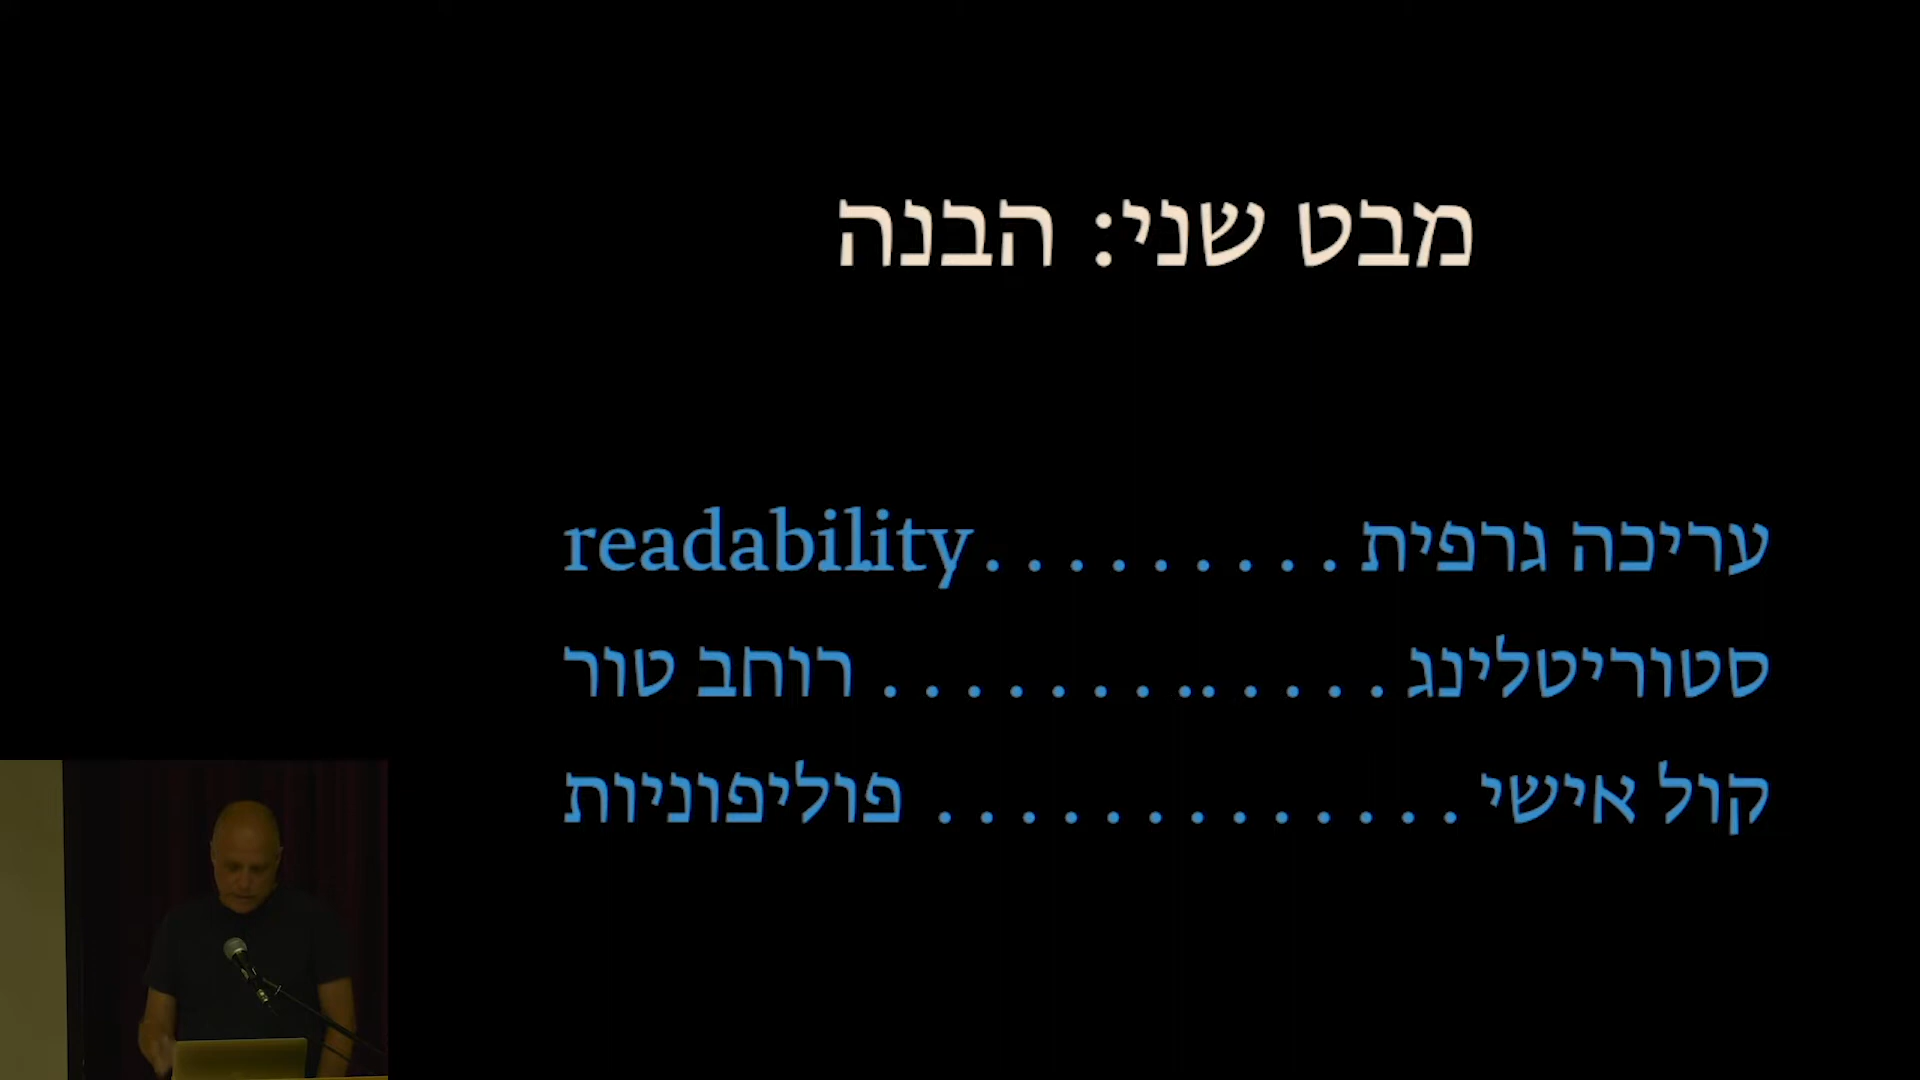 מבט שני: הבנה
עריכה גרפית . . . . . . . . . readability
סטוריטלינג . . . . . . . . . . . . . רוחב טור
קול אישי . . . . . . . . . . . . . פוליפוניות